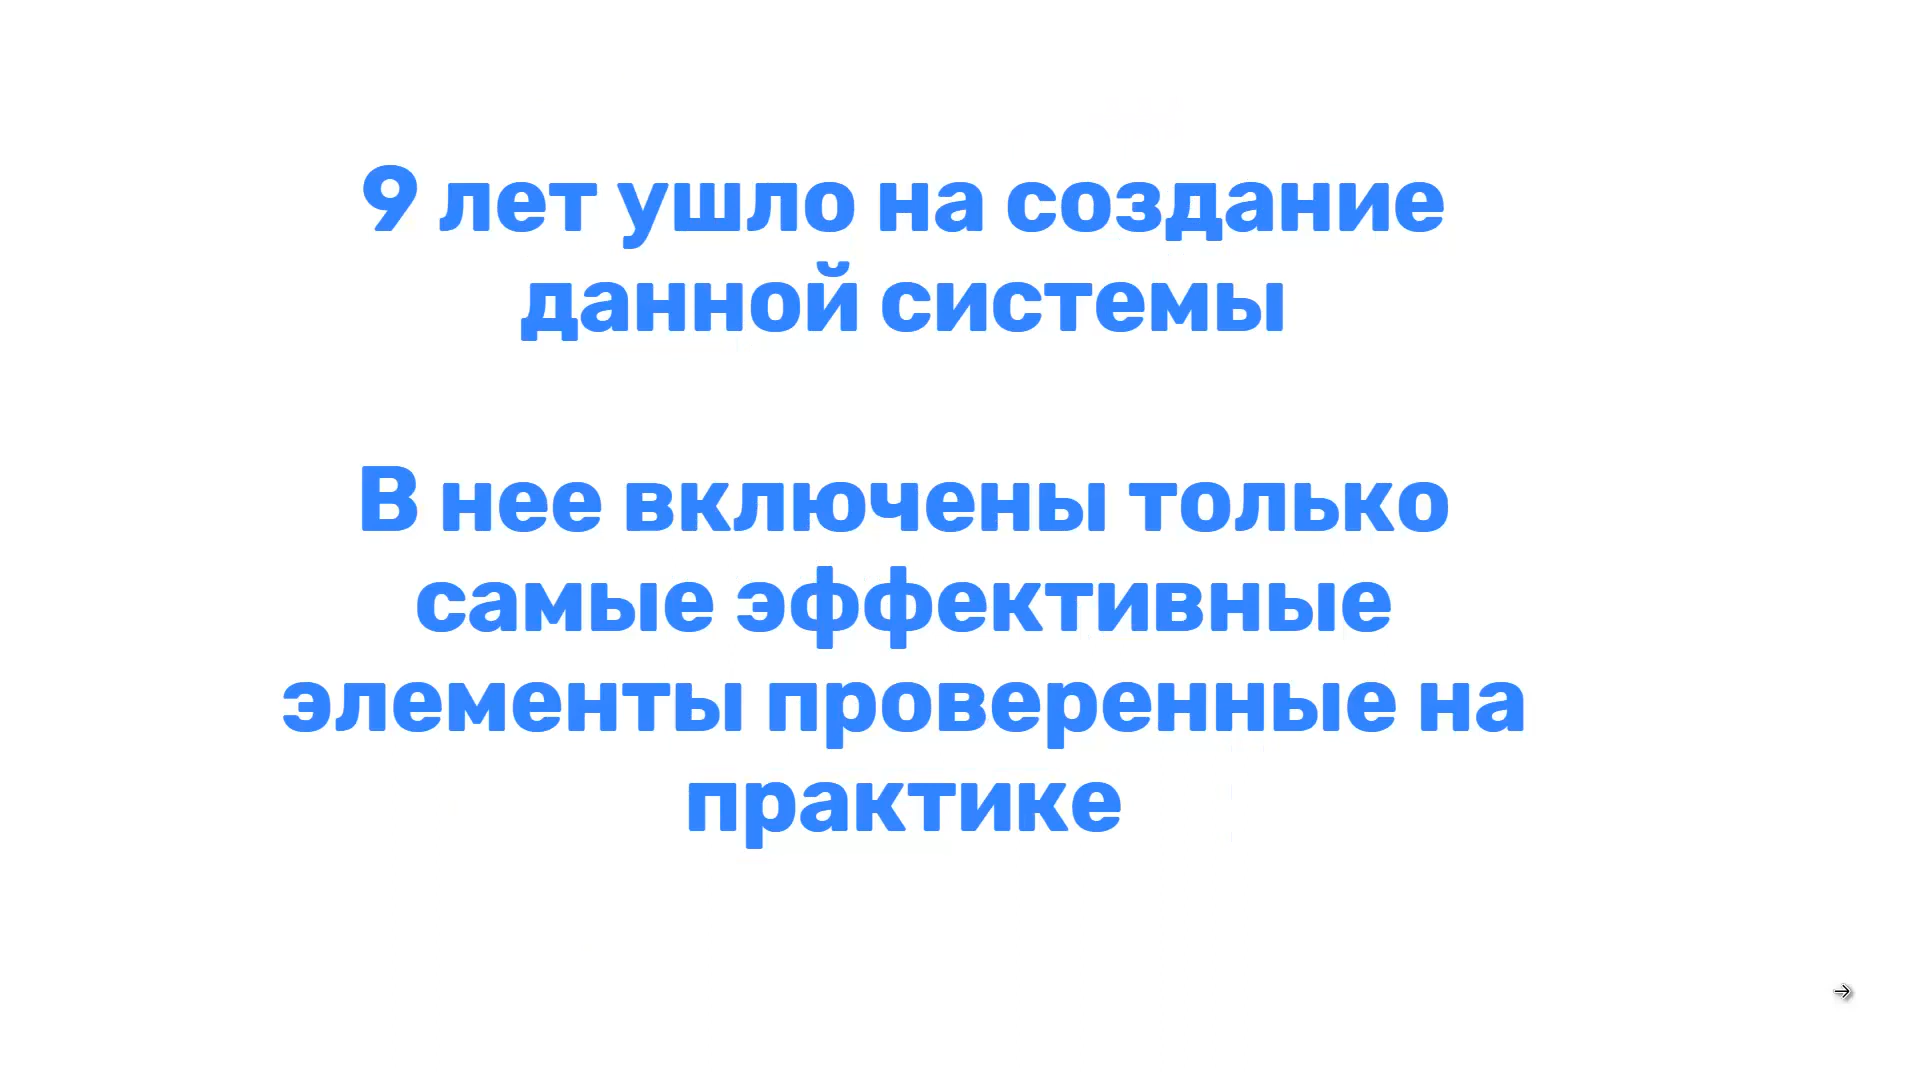 9 лет ушло на создание
данной системы
В нее включены только
самые эффективные
элементы проверенные на
практике